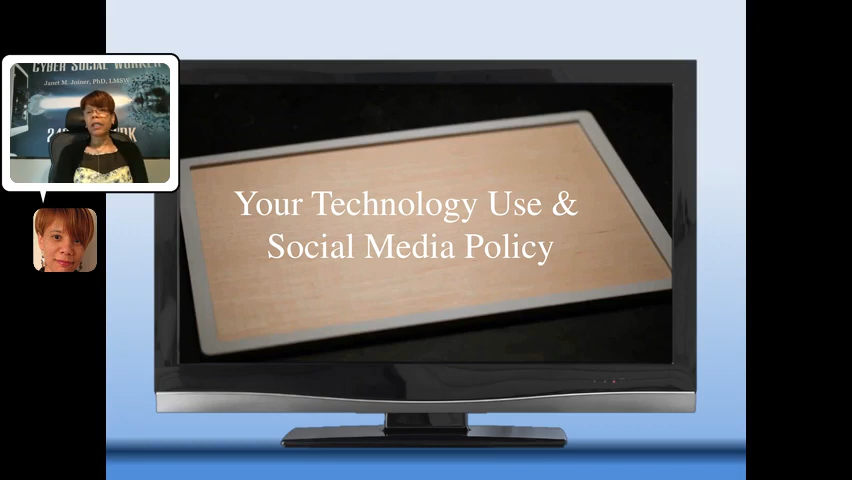 CYBER SOCIAL WORKER
Janet M. Joiner, PhD, LMSW
Your Technology Use &
Social Media Policy